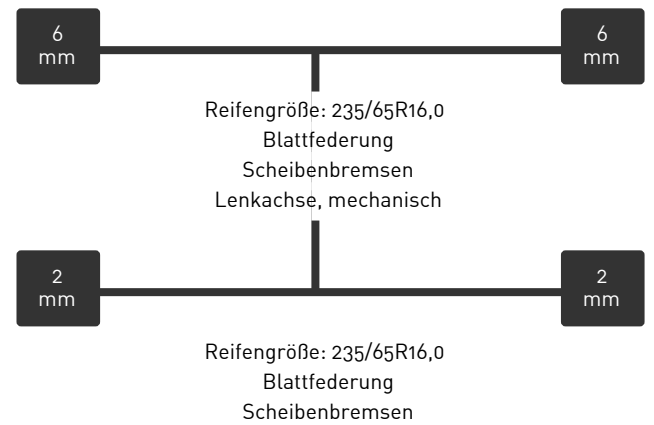 6
mm
6
mm
Reifengröße: 235/65R16,0
Blattfederung
Scheibenbremsen
Lenkachse, mechanisch
2
mm
2
mm
Reifengröße: 235/65R16,0
Blattfederung
Scheibenbremsen